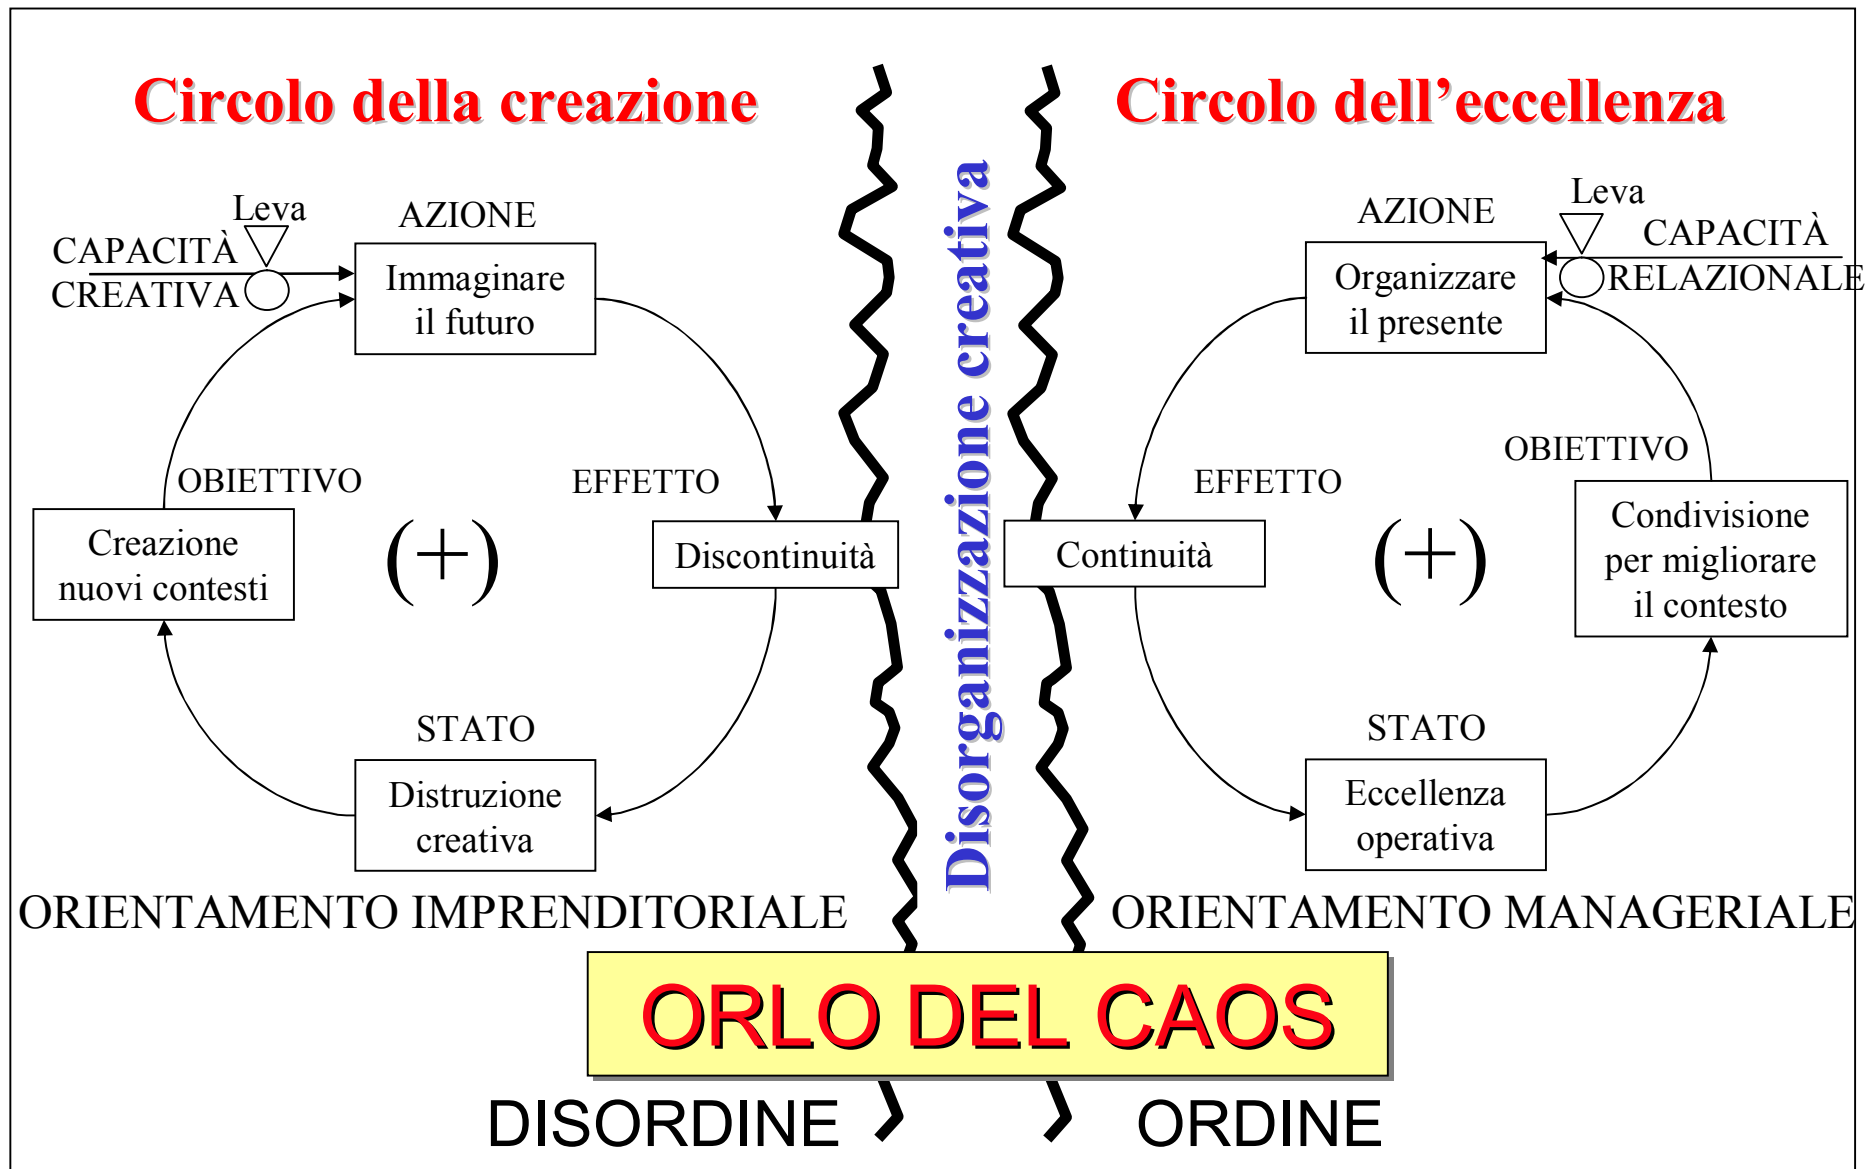 Circolo della creazione
Leva
AZIONE
CAPACITÀ
CREATIVA
Immaginare
il futuro
OBIETTIVO
EFFETTO
Creazione
nuovi contesti
(+)
Discontinuità
STATO
Distruzione
creativa
ORIENTAMENTO IMPRENDITORIALE
Disorganizzazione creativa
Circolo dell’eccellenza
Leva
AZIONE
CAPACITÀ
RELAZIONALE
Organizzare
il presente
OBIETTIVO
EFFETTO
Continuità
(+)
Condivisione
per migliorare
il contesto
STATO
Eccellenza
operativa
ORIENTAMENTO MANAGERIALE
ORLO DEL CAOS
DISORDINE
ORDINE